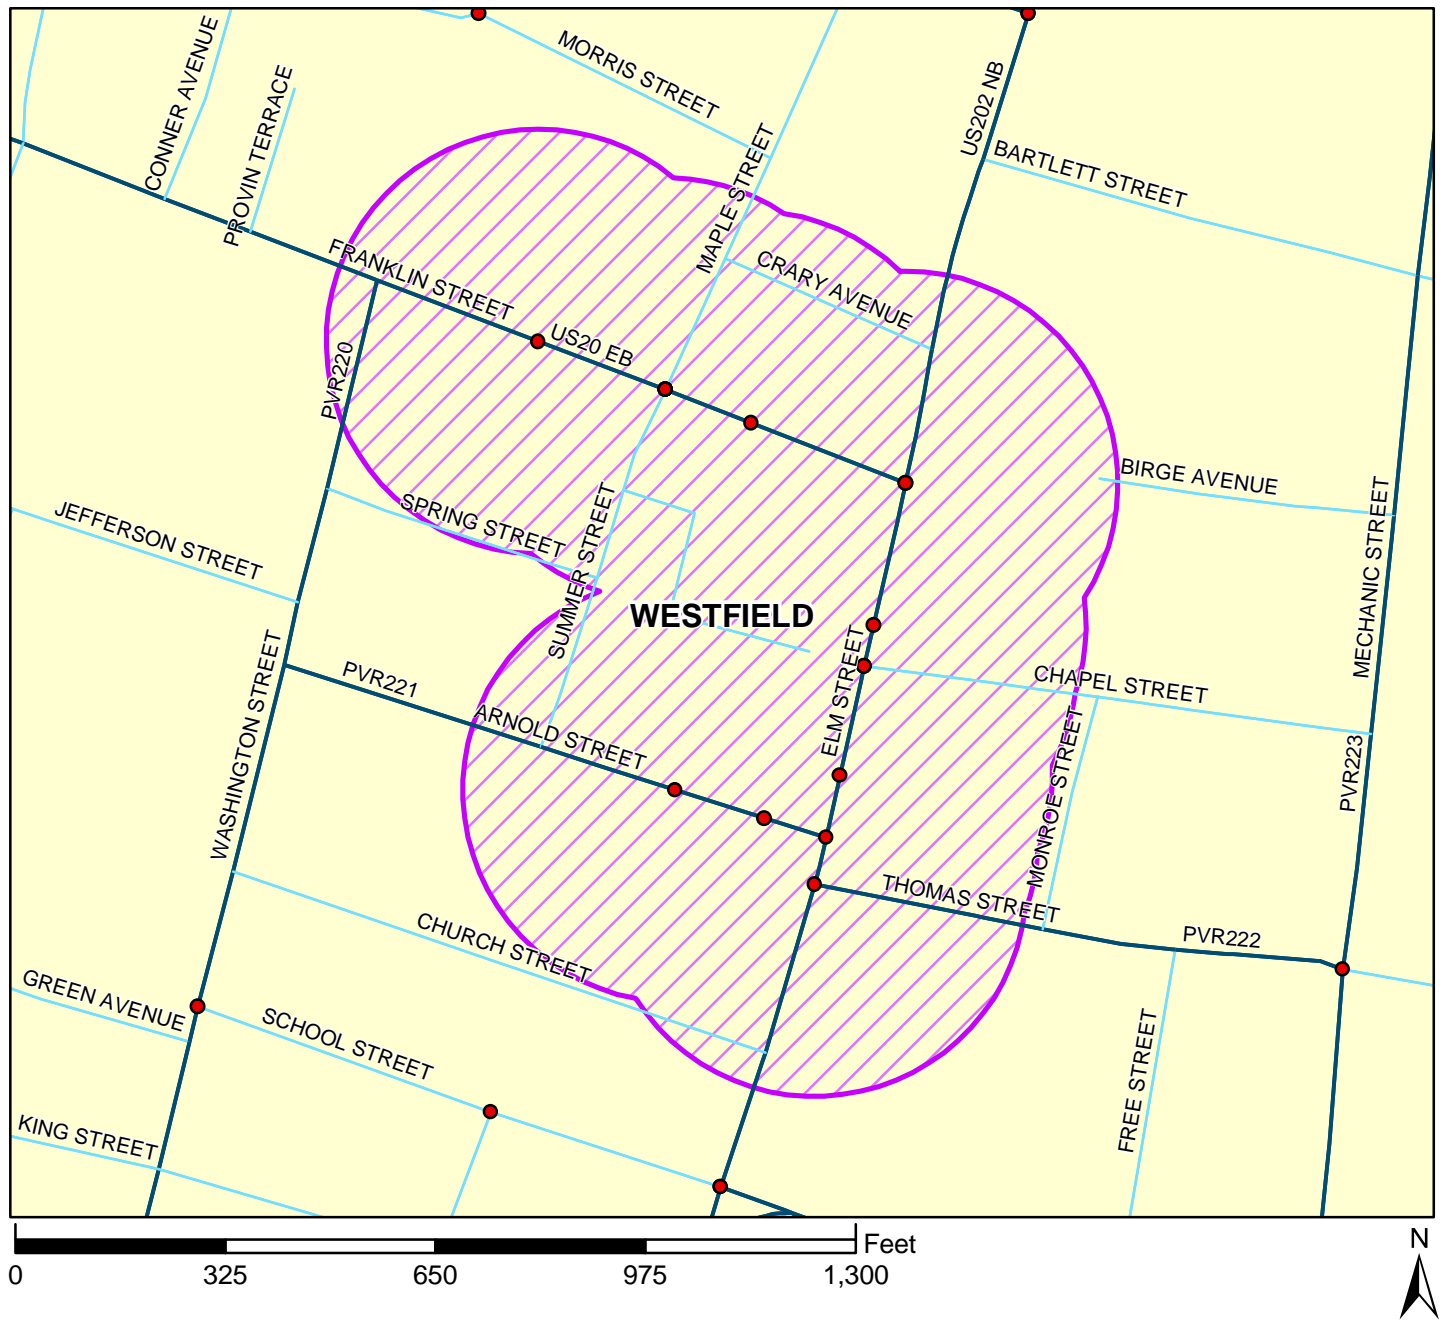 MORRIS STREET
CONNER AVENUE
PROVIN TERRACE
US202 NB
BARTLETT STREET
MAPLE STREET
FRANKLIN STREET
CRARY AVENUE
US20 EB
PVR220
BIRGE AVENUE
SPRING STREET
JEFFERSON STREET
SUMMER STREET
MECHANIC STREET
WESTFIELD
ELM STREET
CHAPEL STREET
WASHINGTON STREET
PVR221
ARNOLD STREET
MONROE STREET
PVR223
THOMAS STREET
PVR222
CHURCH STREET
GREEN AVENUE
SCHOOL STREET
FREE STREET
KING STREET
Feet
N
0 325 650 975 1,300